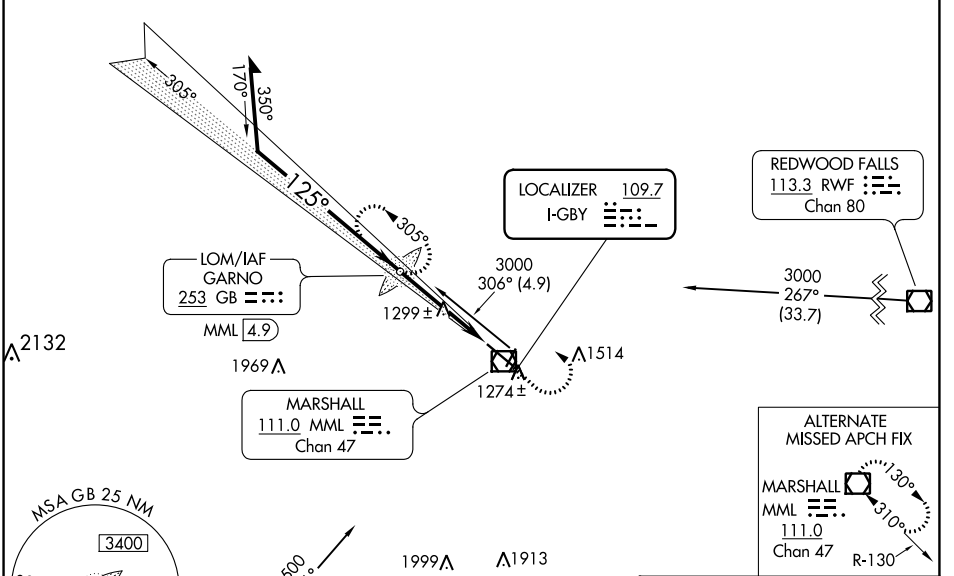 305°
170°
350°
125°
305°
LOCALIZER 109.7
I-GBY
REDWOOD FALLS
113.3 RWF
Chan 80
LOM/IAF
GARNO
253 GB
MML 4.9
3000
306° (4.9)
3000
267°
(33.7)
1299±
2132
1969
1514
1274±
MARSHALL
111.0 MML
Chan 47
ALTERNATE
MISSED APCH FIX
MARSHALL
MML
111.0
Chan 47
130°
310°
R-130
MSA GB 25 NM
3400
1999
1913